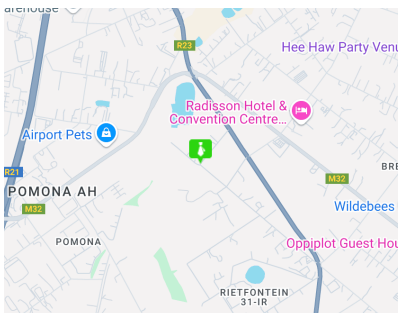 arehouse
R23
Hee Haw Party Venu
Radisson Hotel &
Convention Centre...
Airport Pets
R21
M32
BRE
POMONA AH
M32
Wildebees
POMONA
Oppiplot Guest Hou
RIETFONTEIN
31-IR